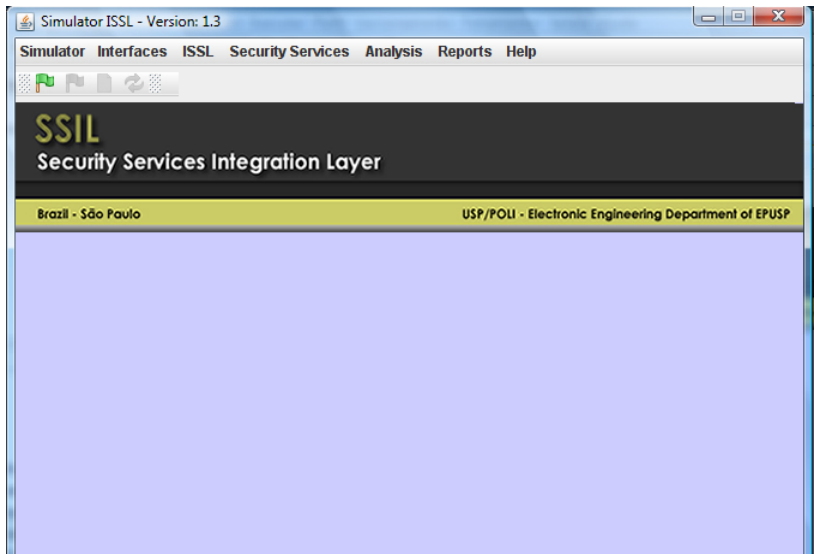 Simulator ISSL - Version: 1.3
Simulator Interfaces ISSL Security Services Analysis Reports Help
SSIL
Security Services Integration Layer
Brazil - São Paulo USP/POLI - Electronic Engineering Department of EPUSP